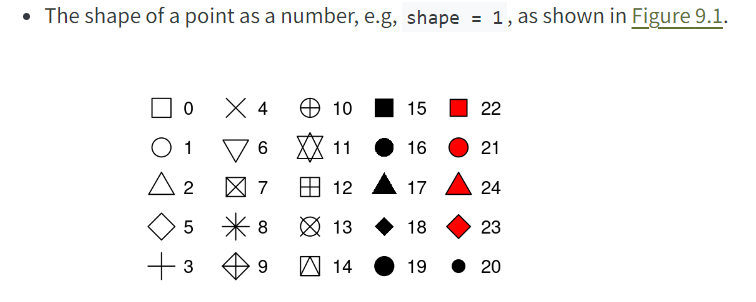 The shape of a point as a number, e.g, shape = 1, as shown in Figure 9.1.
0 4 10 15 22
1 6 11 16 21
2 7 12 17 24
5 8 13 18 23
3 9 14 19 20